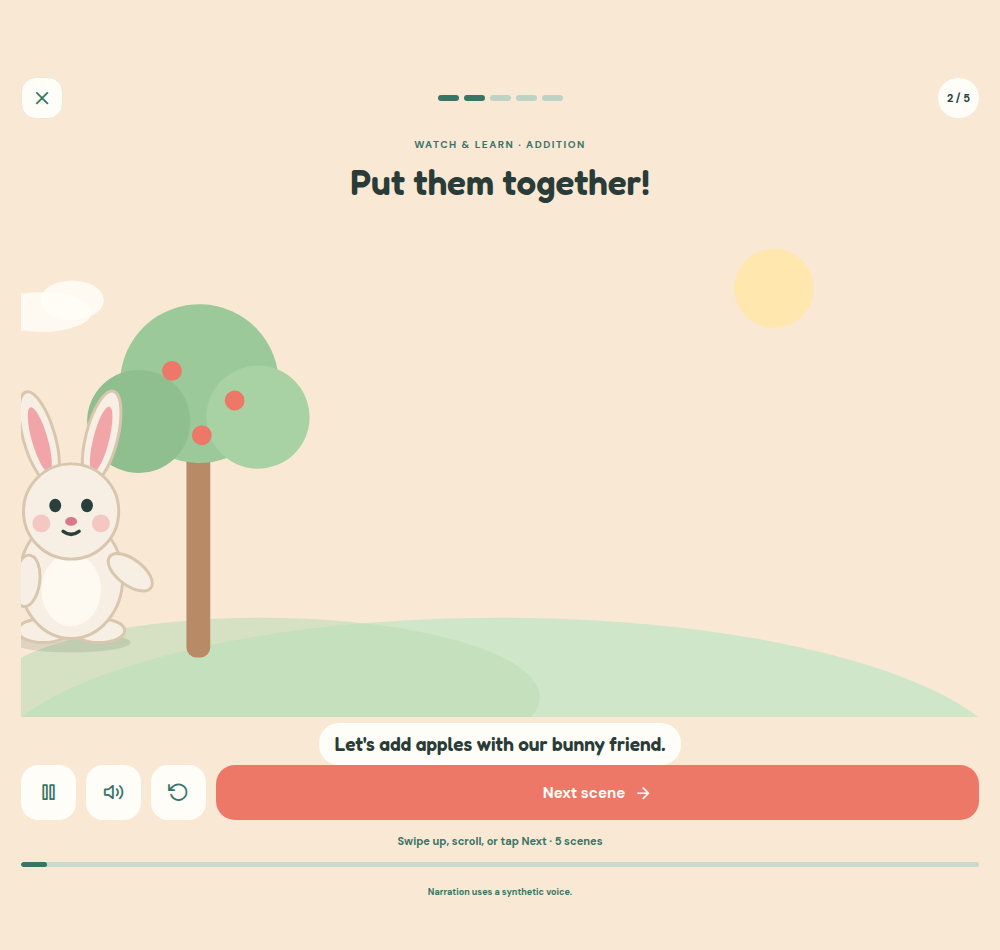 2 / 5
WATCH & LEARN · ADDITION
Put them together!
Let's add apples with our bunny friend.
Next scene →
Swipe up, scroll, or tap Next · 5 scenes
Narration uses a synthetic voice.